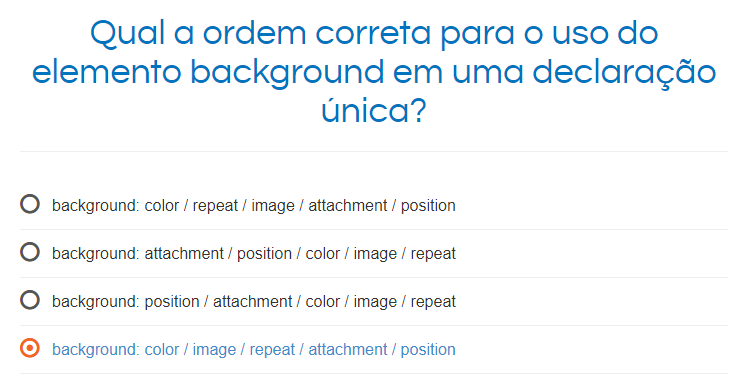 Qual a ordem correta para o uso do
elemento background em uma declaração
única?
background: color / repeat / image / attachment / position
background: attachment / position / color / image / repeat
background: position / attachment / color / image / repeat
background: color / image / repeat / attachment / position